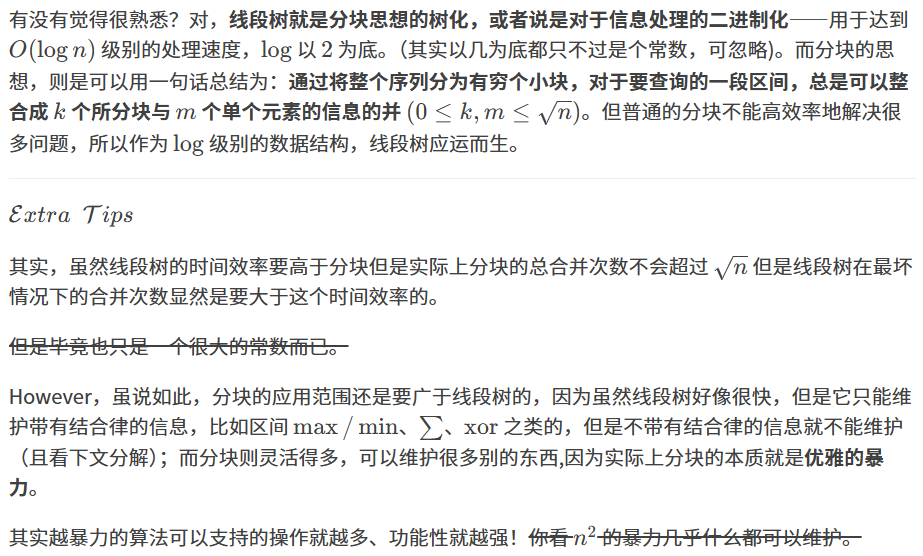 有没有觉得很熟悉？对，线段树就是分块思想的树化，或者说是对于信息处理的二进制化——用于达到
O(log n) 级别的处理速度，log 以 2 为底。（其实以几为底都只不过是个常数，可忽略）。而分块的思
想，则是可以用一句话总结为：通过将整个序列分为有穷个小块，对于要查询的一段区间，总是可以整
合成 k 个所分块与 m 个单个元素的信息的并 (0 ≤ k, m ≤ √n)。但普通的分块不能高效率地解决很
多问题，所以作为 log 级别的数据结构，线段树应运而生。
Extra Tips
其实，虽然线段树的时间效率要高于分块但是实际上分块的总合并次数不会超过 √n 但是线段树在最坏
情况下的合并次数显然是要大于这个时间效率的。
但是毕竟也只是一个很大的常数而已。
However，虽说如此，分块的应用范围还是要广于线段树的，因为虽然线段树好像很快，但是它只能维
护带有结合律的信息，比如区间 max / min、∑、xor 之类的，但是不带有结合律的信息就不能维护
（且看下文分解）；而分块则灵活得多，可以维护很多别的东西,因为实际上分块的本质就是优雅的暴
力。
其实越暴力的算法可以支持的操作就越多、功能性就越强！你看 n² 的暴力几乎什么都可以维护。